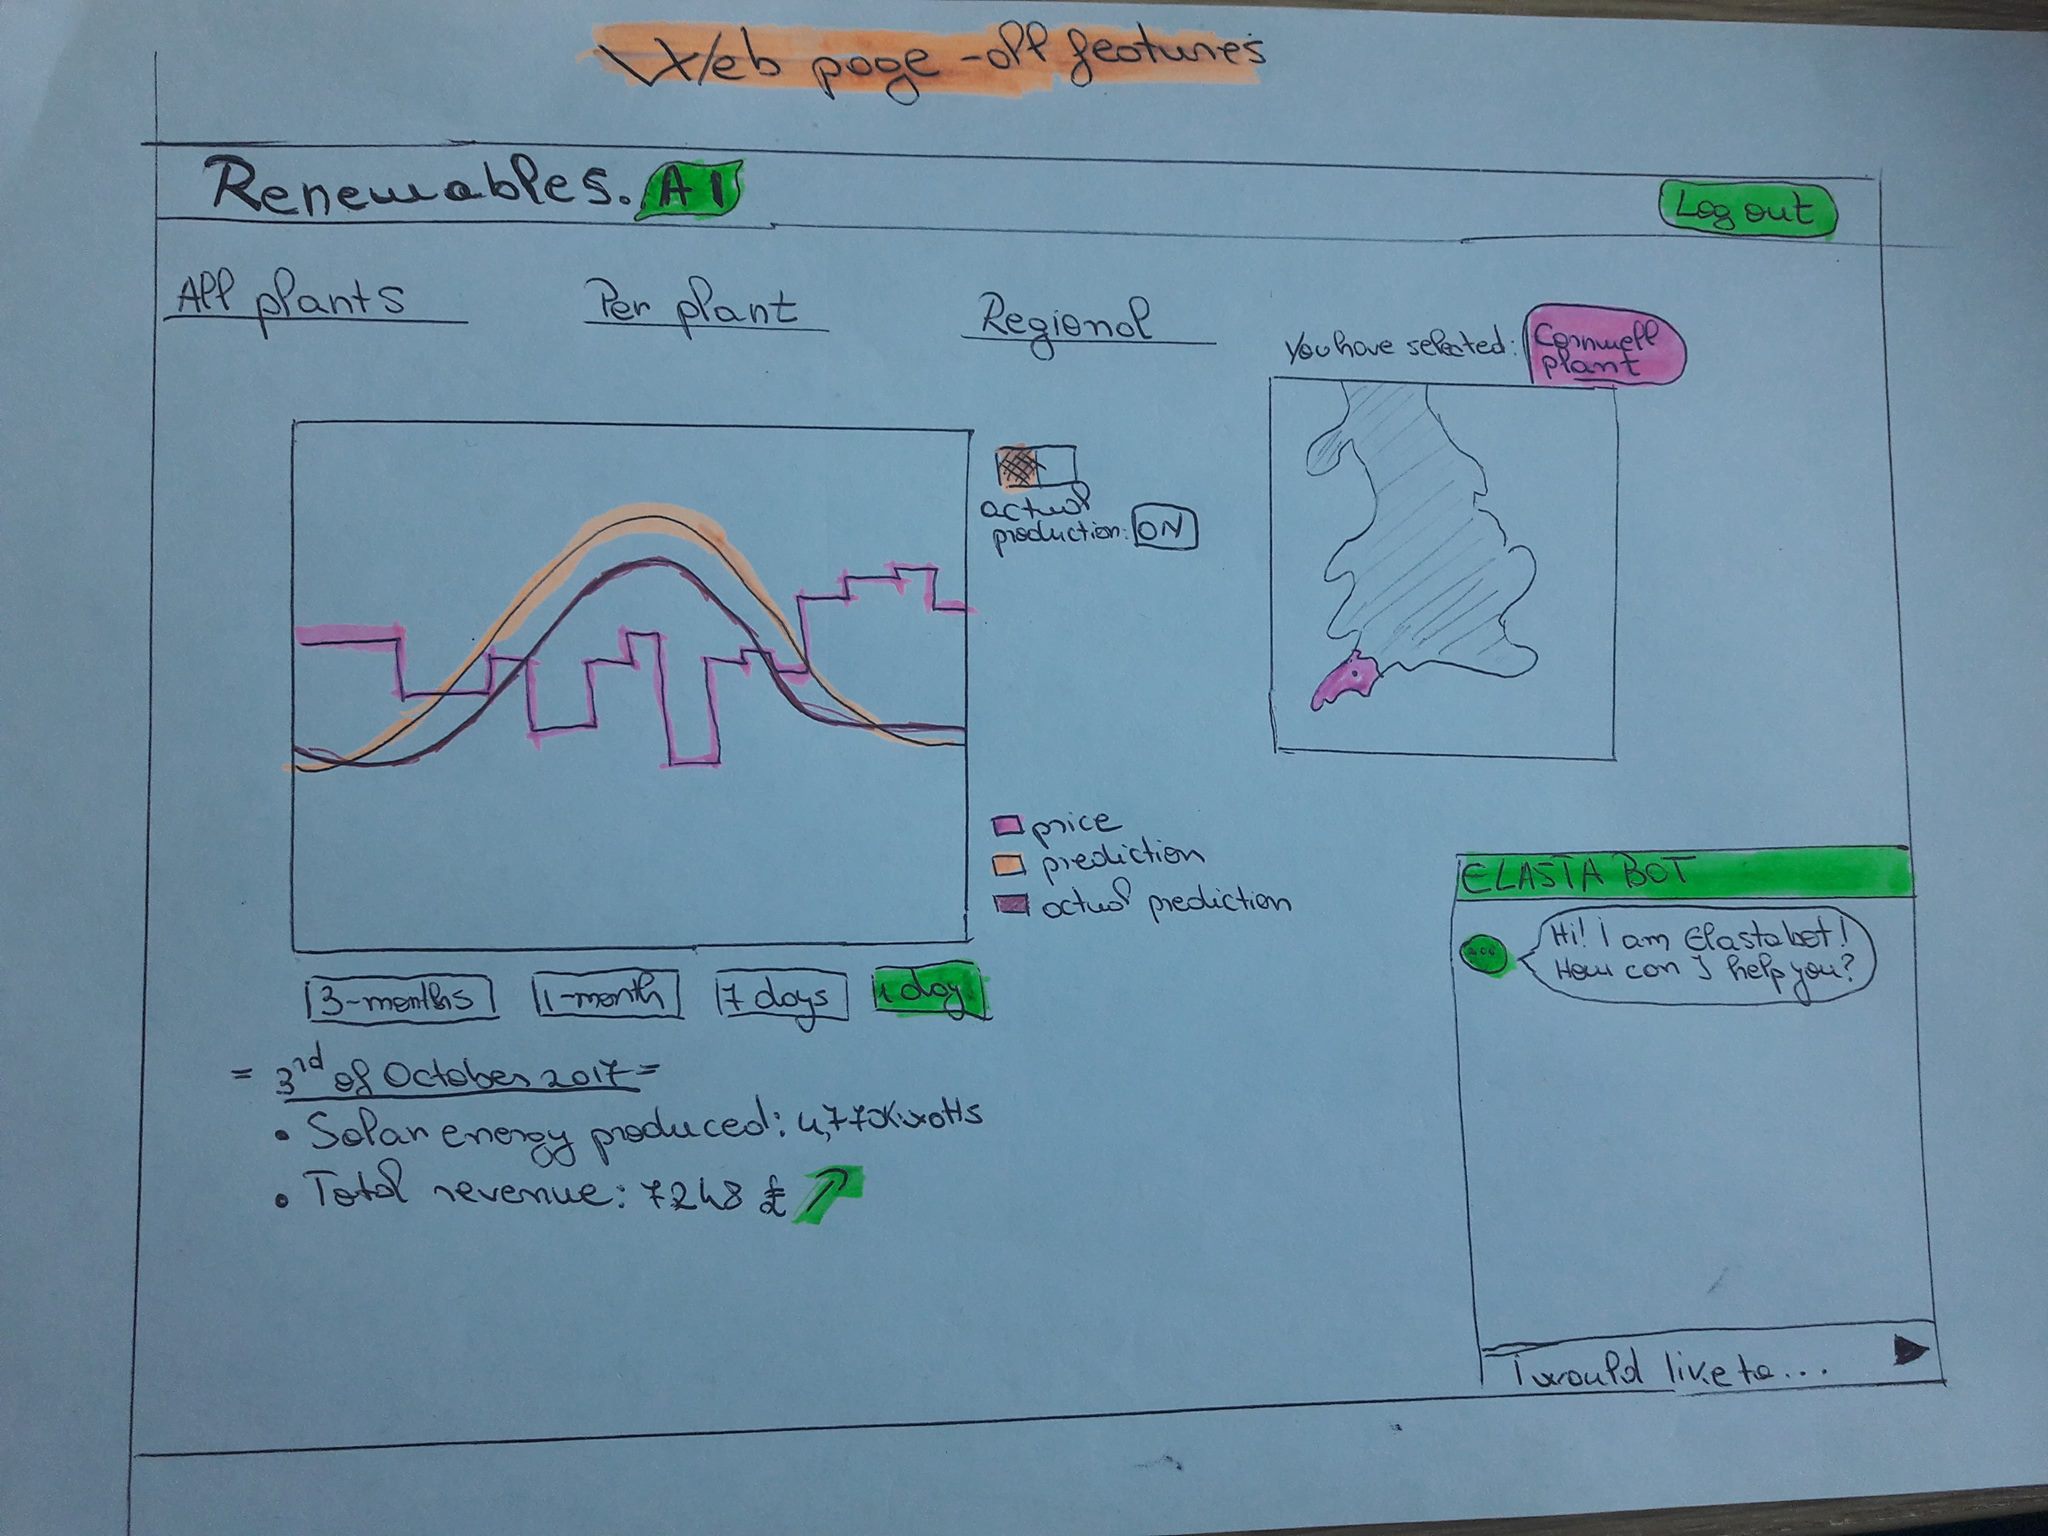 Web page - all features
Renewables.AI
Log out
All plants
Per plant
Regional
You have selected:
Cornwell
plant
actual
production: ON
price
prediction
actual prediction
3-months
1-month
7 days
1 day
= 3rd of October 2017 =
• Solar energy produced:
• Total revenue: 7248 £
ELASTA BOT
Hi! I am Elastabot!
How can I help you?
I would like to...